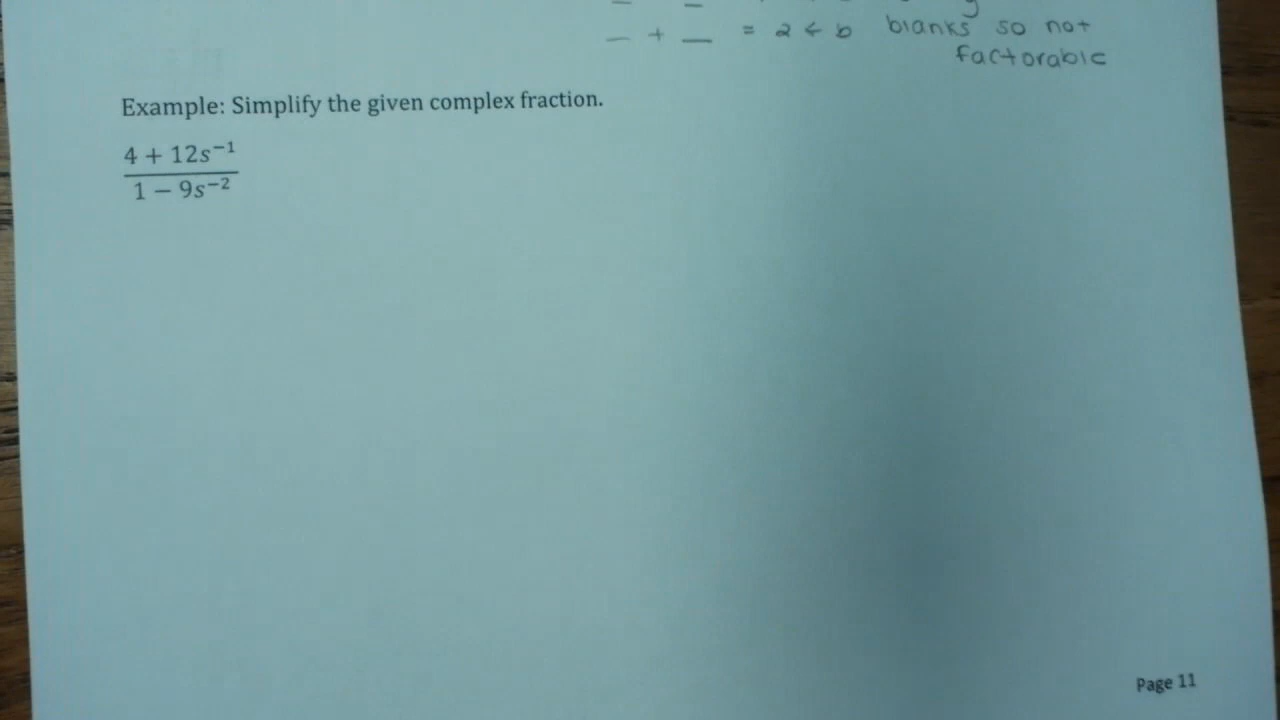 _ + _ = 2 ← b blanks so not
factorable
Example: Simplify the given complex fraction.
4 + 12s⁻¹
1 − 9s⁻²
Page 11